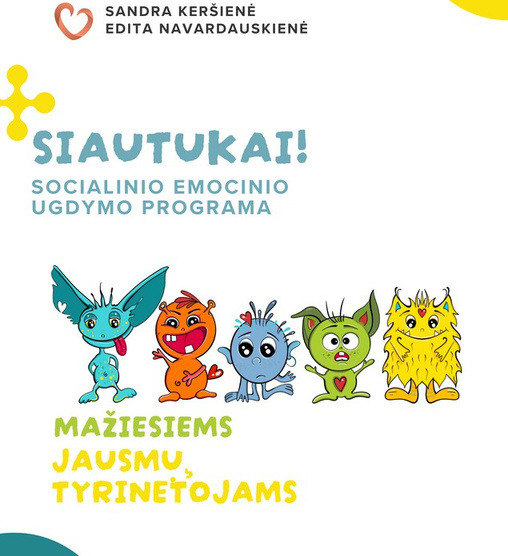 SANDRA KERŠIENĖ
EDITA NAVARDAUSKIENĖ
SIAUTUKAI!
SOCIALINIO EMOCINIO
UGDYMO PROGRAMA
MAŽIESIEMS
JAUSMŲ
TYRINĖTOJAMS